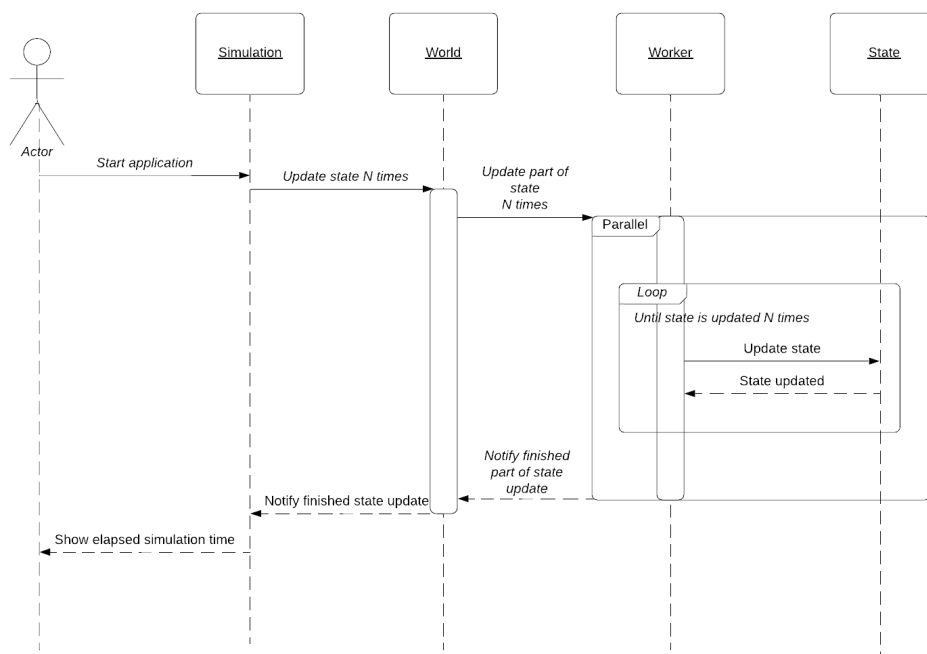 Simulation
World
Worker
State
Actor
Start application
Update state N times
Update part of
state
N times
Parallel
Loop
Until state is updated N times
Update state
State updated
Notify finished
part of state
update
Notify finished state update
Show elapsed simulation time